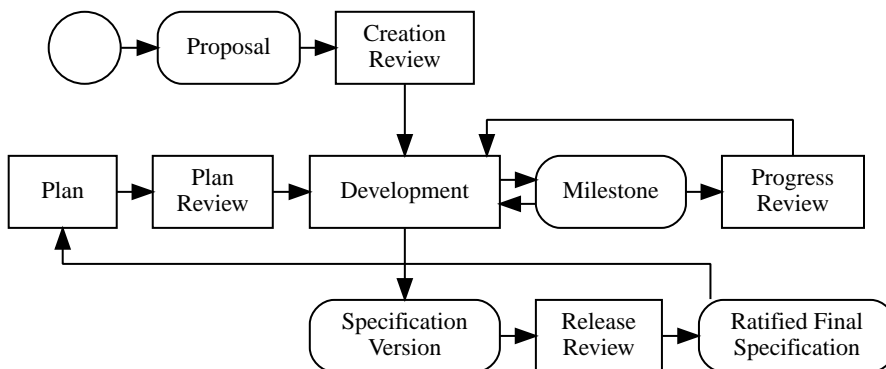 Proposal
Creation
Review
Plan
Plan
Review
Development
Milestone
Progress
Review
Specification
Version
Release
Review
Ratified Final
Specification